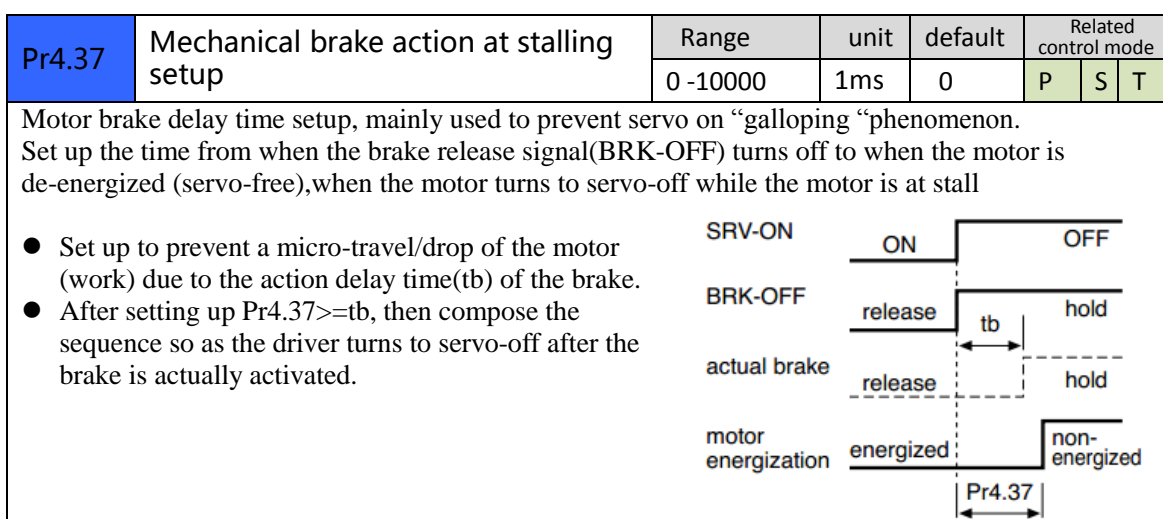 Pr4.37
Mechanical brake action at stalling
setup
Range
unit
default
Related
control mode
0 -10000
1ms
0
P
S
T
Motor brake delay time setup, mainly used to prevent servo on “galloping “phenomenon.
Set up the time from when the brake release signal(BRK-OFF) turns off to when the motor is
de-energized (servo-free),when the motor turns to servo-off while the motor is at stall
● Set up to prevent a micro-travel/drop of the motor
(work) due to the action delay time(tb) of the brake.
● After setting up Pr4.37>=tb, then compose the
sequence so as the driver turns to servo-off after the
brake is actually activated.
SRV-ON
ON
OFF
BRK-OFF
release
tb
hold
actual brake
release
hold
motor
energization
energized
non-
energized
Pr4.37